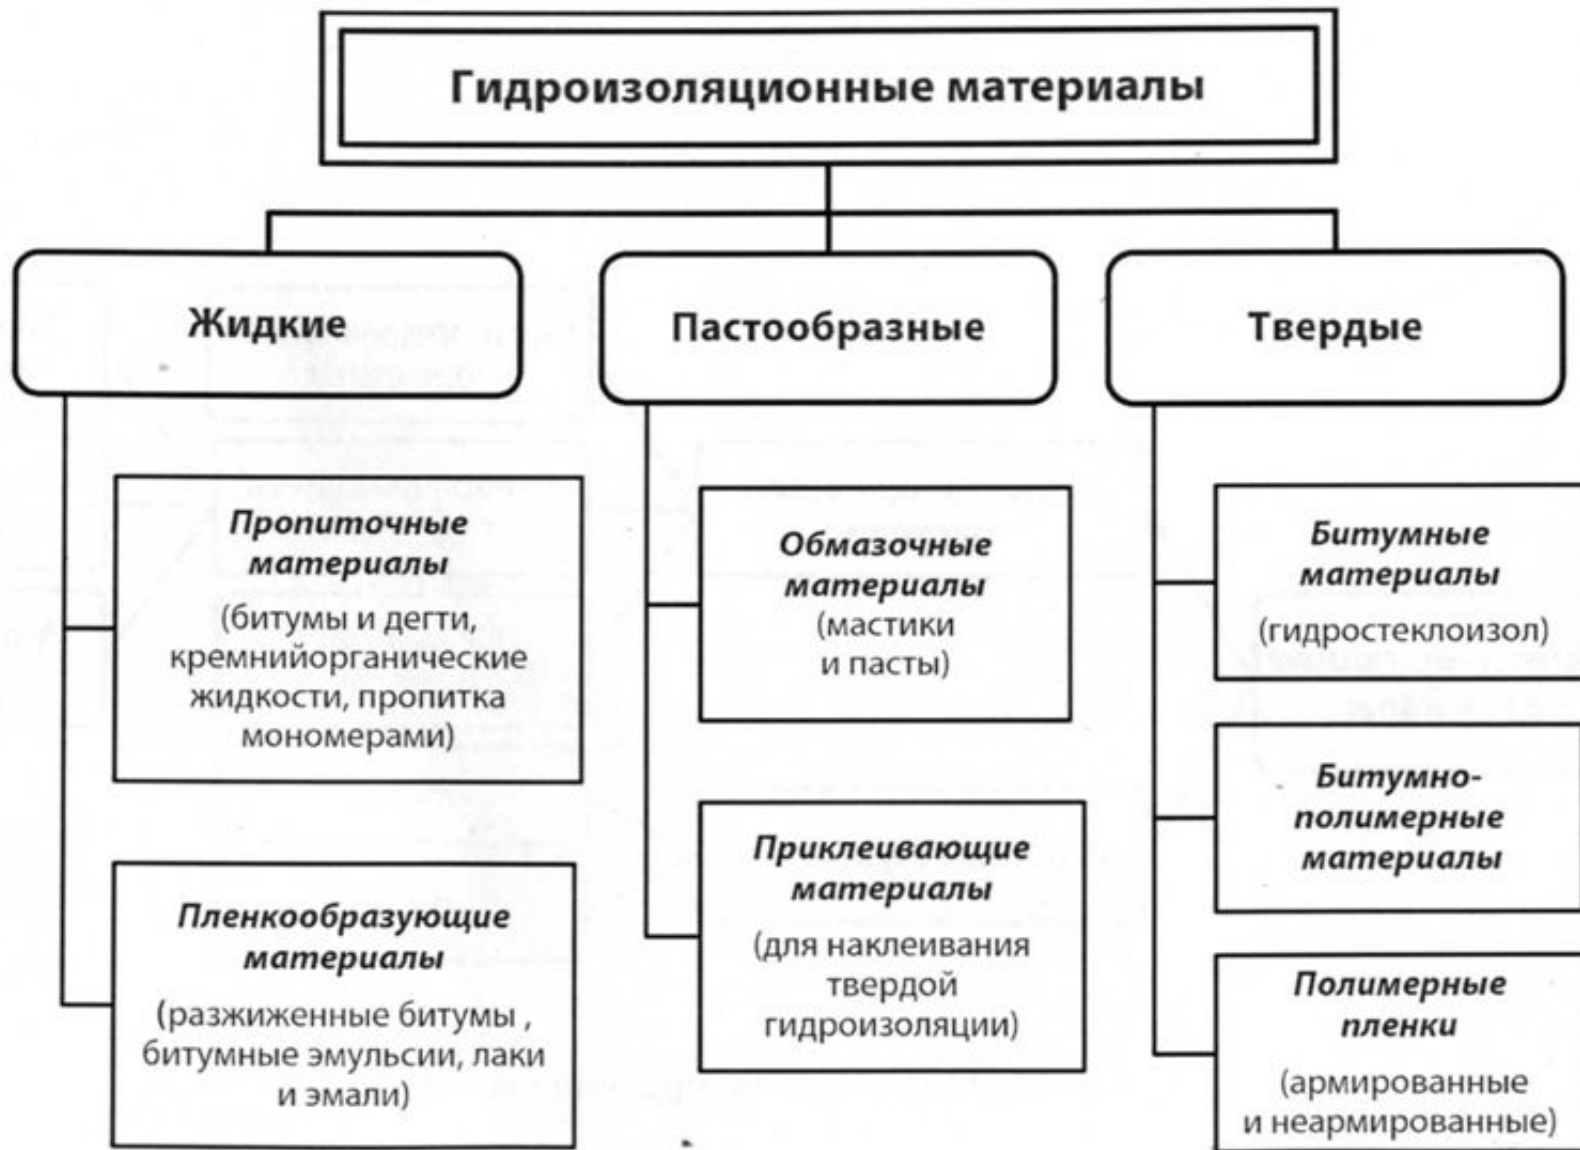 Гидроизоляционные материалы
Жидкие
Пропиточные
материалы
(битумы и дегти,
кремнийорганические
жидкости, пропитка
мономерами)
Пленкообразующие
материалы
(разжиженные битумы ,
битумные эмульсии, лаки
и эмали)
Пастообразные
Обмазочные
материалы
(мастики
и пасты)
Приклеивающие
материалы
(для наклеивания
твердой
гидроизоляции)
Твердые
Битумные
материалы
(гидростеклоизол)
Битумно-
полимерные
материалы
Полимерные
пленки
(армированные
и неармированные)